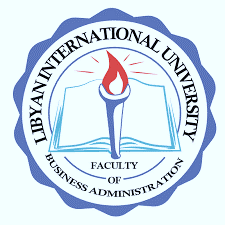 LIBYAN INTERNATIONAL UNIVERSITY
FACULTY
OF
BUSINESS ADMINISTRATION